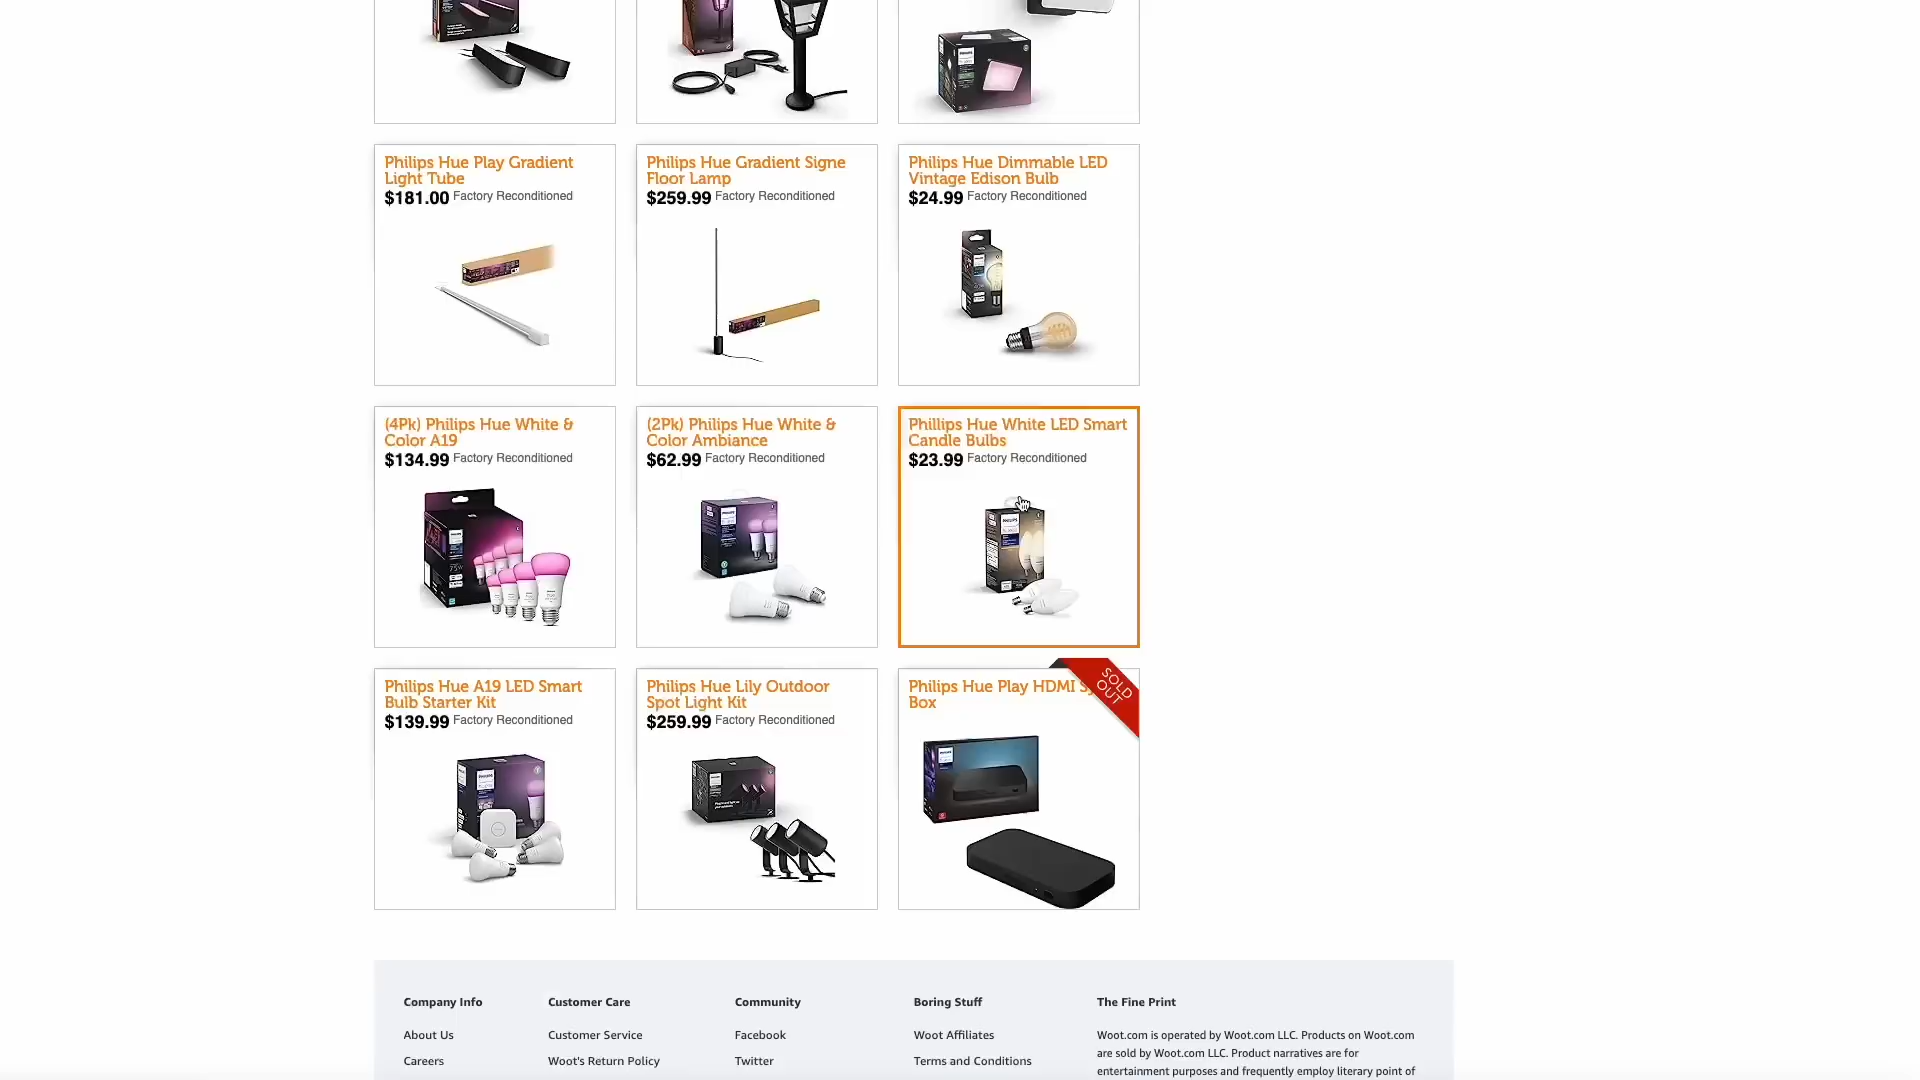 Philips Hue Play Gradient
Light Tube
$181.00 Factory Reconditioned
Philips Hue Gradient Signe
Floor Lamp
$259.99 Factory Reconditioned
Philips Hue Dimmable LED
Vintage Edison Bulb
$24.99 Factory Reconditioned
(4Pk) Philips Hue White &
Color A19
$134.99 Factory Reconditioned
(2Pk) Philips Hue White &
Color Ambiance
$62.99 Factory Reconditioned
Phillips Hue White LED Smart
Candle Bulbs
$23.99 Factory Reconditioned
Philips Hue A19 LED Smart
Bulb Starter Kit
$139.99 Factory Reconditioned
Philips Hue Lily Outdoor
Spot Light Kit
$259.99 Factory Reconditioned
Philips Hue Play HDMI
Box
SOLD
OUT
Company Info
About Us
Careers
Customer Care
Customer Service
Woot's Return Policy
Community
Facebook
Twitter
Boring Stuff
Woot Affiliates
Terms and Conditions
The Fine Print
Woot.com is operated by Woot.com LLC. Products on Woot.com
are sold by Woot.com LLC. Product narratives are for
entertainment purposes and frequently employ literary point of